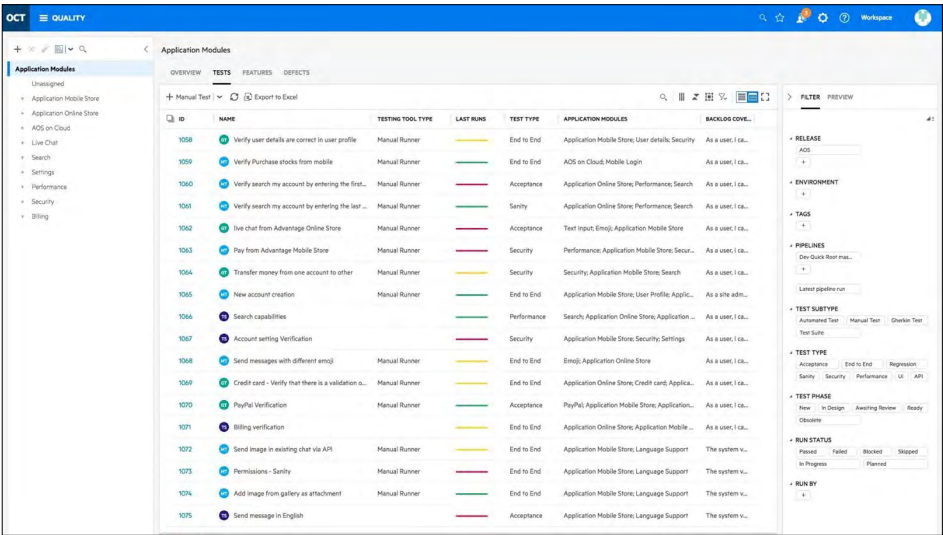 OCT QUALITY 3 Workspace
Application Modules
Unassigned
Application Mobile Store
Application Online Store
AOS on Cloud
Live Chat
Search
Settings
Performance
Security
Billing
Application Modules
OVERVIEW TESTS FEATURES DEFECTS
Manual Test Export to Excel
ID NAME TESTING TOOL TYPE LAST RUNS TEST TYPE APPLICATION MODULES BACKLOG COVE...
1058 GT Verify user details are correct in user profile Manual Runner End to End Application Mobile Store; User details; Security As a user, I ca...
1059 MT Verify Purchase stocks from mobile Manual Runner End to End AOS on Cloud; Mobile Login As a user, I ca...
1060 MT Verify search my account by entering the first... Manual Runner Acceptance Application Online Store; Performance; Search As a user, I ca...
1061 MT Verify search my account by entering the last ... Manual Runner Sanity Application Online Store; Performance; Search As a user, I ca...
1062 GT live chat from Advantage Online Store Manual Runner Acceptance Text input; Emoji; Application Mobile Store As a user, I ca...
1063 MT Pay from Advantage Mobile Store Manual Runner Security Performance; Application Mobile Store; Secur... As a user, I ca...
1064 GT Transfer money from one account to other Manual Runner Security Security; Application Mobile Store; Search As a user, I ca...
1065 MT New account creation Manual Runner End to End Application Mobile Store; User Profile; Applic... As a site adm...
1066 TS Search capabilities Performance Search; Application Online Store; Application ... As a user, I ca...
1067 TS Account setting Verification Security Application Mobile Store; Security; Settings As a user, I ca...
1068 MT Send messages with different emoji Manual Runner End to End Emoji; Application Online Store As a user, I ca...
1069 GT Credit card - Verify that there is a validation o... Manual Runner End to End Application Online Store; Credit card; Applica... As a user, I ca...
1070 GT PayPal Verification Manual Runner Acceptance PayPal; Application Mobile Store; Application... As a user, I ca...
1071 TS Billing verification End to End Application Online Store; Application Mobile ... As a user, I ca...
1072 MT Send image in existing chat via API Manual Runner End to End Application Mobile Store; Language Support The system v...
1073 MT Permissions - Sanity Manual Runner End to End Application Mobile Store; Language Support The system v...
1074 MT Add image from gallery as attachment Manual Runner End to End Application Mobile Store; Language Support The system v...
1075 TS Send message in English Acceptance Application Mobile Store; Language Support The system v...
FILTER PREVIEW
RELEASE
AOS
ENVIRONMENT
TAGS
PIPELINES
Dev Quick Root mas...
Latest pipeline run
TEST SUBTYPE
Automated Test Manual Test Gherkin Test
Test Suite
TEST TYPE
Acceptance End to End Regression
Sanity Security Performance UI API
TEST PHASE
New In Design Awaiting Review Ready
Obsolete
RUN STATUS
Passed Failed Blocked Skipped
In Progress Planned
RUN BY